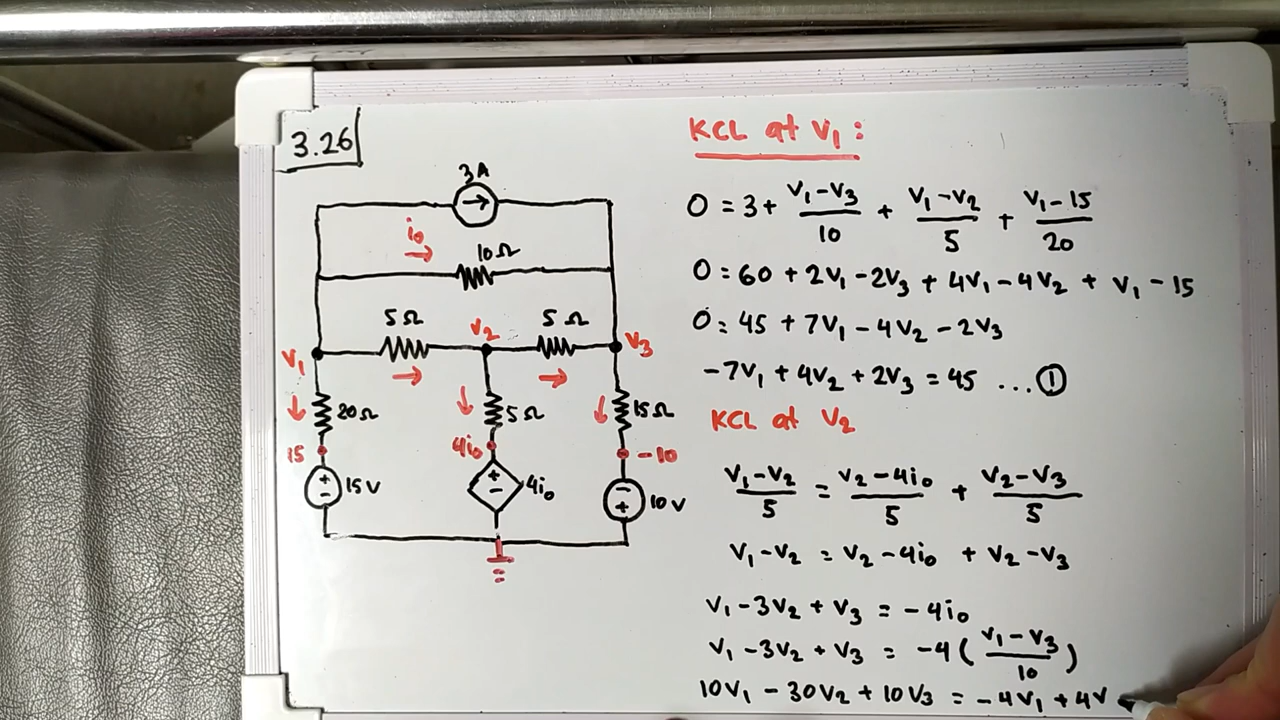 3.26
3A
i₀
10Ω
5Ω
V₂
5Ω
V₁
V₃
20Ω
5Ω
15Ω
15
4i₀
-10
+
-
15V
+
-
4i₀
-
+
10V
KCL at V₁:
0 = 3 + (V₁-V₃)/10 + (V₁-V₂)/5 + (V₁-15)/20
0 = 60 + 2V₁ - 2V₃ + 4V₁ - 4V₂ + V₁ - 15
0 = 45 + 7V₁ - 4V₂ - 2V₃
-7V₁ + 4V₂ + 2V₃ = 45 ...①
KCL at V₂
(V₁-V₂)/5 = (V₂-4i₀)/5 + (V₂-V₃)/5
V₁-V₂ = V₂-4i₀ + V₂-V₃
V₁-3V₂+V₃ = -4i₀
V₁-3V₂+V₃ = -4((V₁-V₃)/10)
10V₁ - 30V₂ + 10V₃ = -4V₁ + 4V